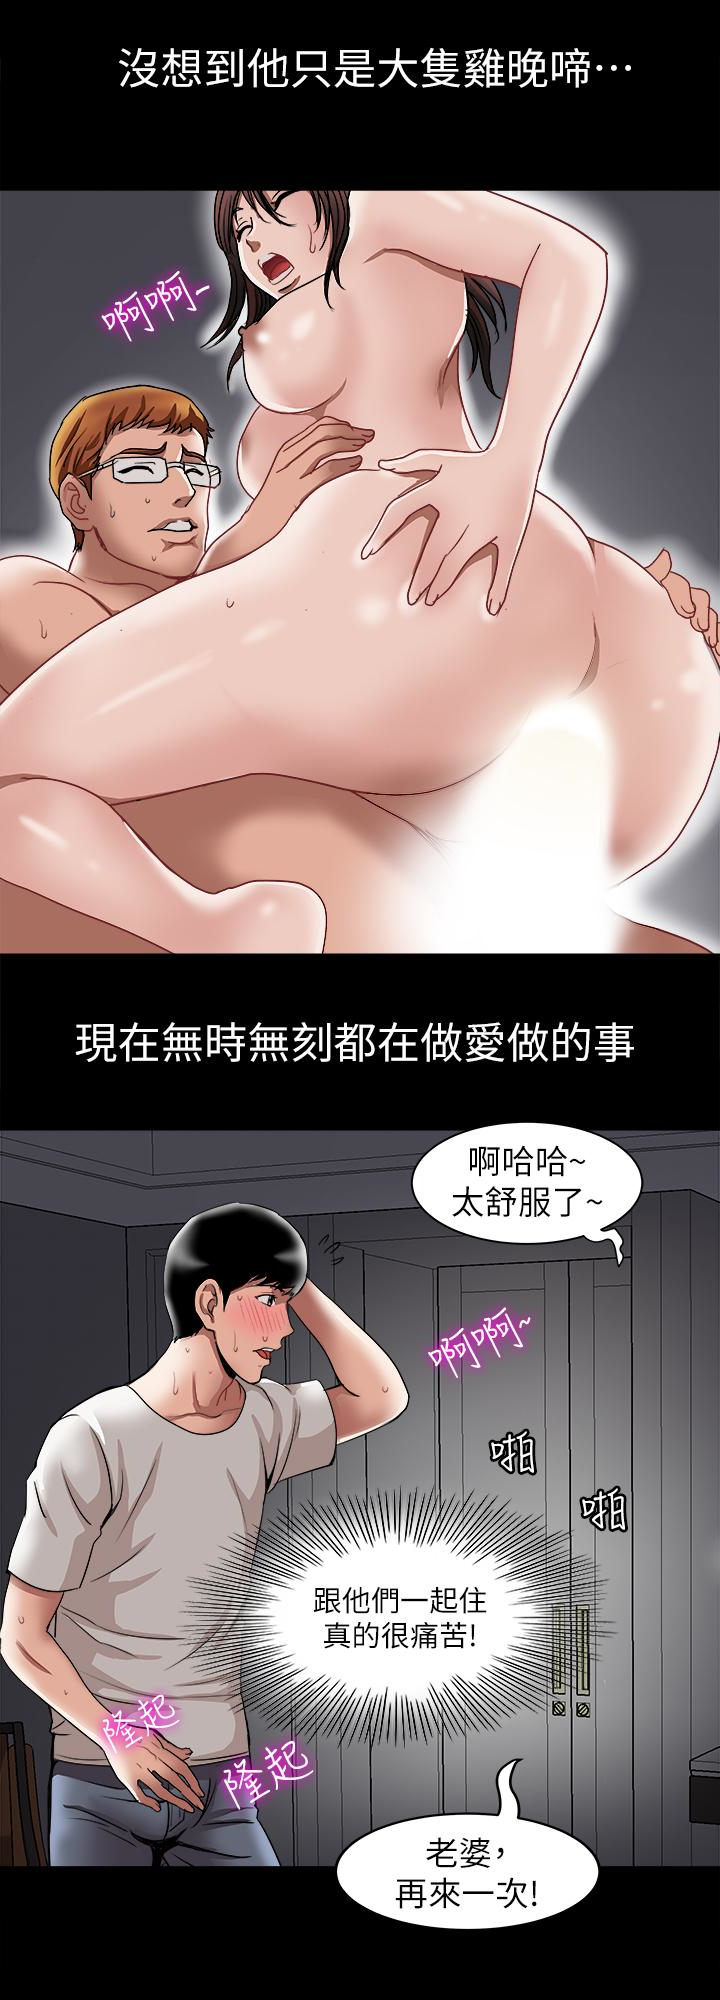 沒想到他只是大隻雞晚啼…
啊啊~
現在無時無刻都在做愛做的事
啊哈哈~
太舒服了~
啊啊~
啪
啪
跟他們一起住
真的很痛苦!
隆起
隆起
老婆,
再來一次!